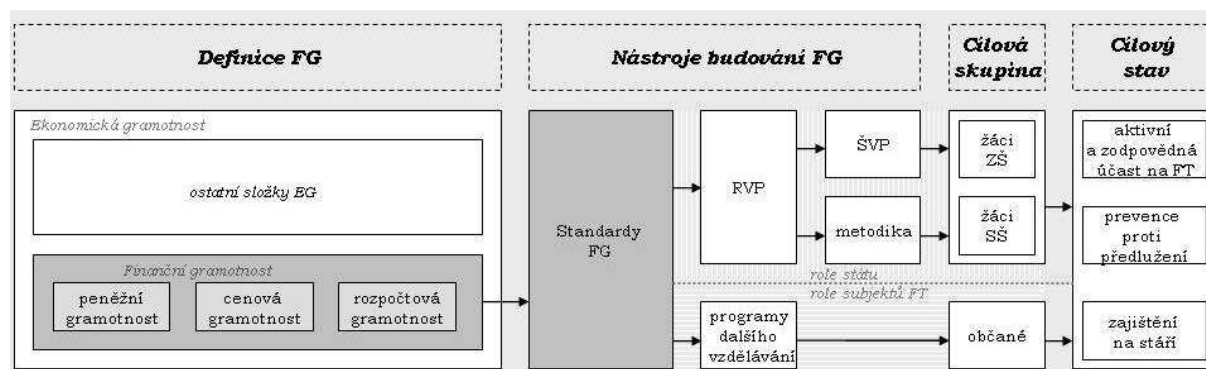 Definice FG
Nástroje budování FG
Cílová
skupina
Cílový
stav
Ekonomická gramotnost
ostatní složky EG
Finanční gramotnost
peněžní
gramotnost
cenová
gramotnost
rozpočtová
gramotnost
Standardy
FG
RVP
ŠVP
metodika
role státu
role subjektů FT
programy
dalšího
vzdělávání
žáci
ZŠ
žáci
SŠ
občané
aktivní
a zodpovědná
účast na FT
prevence
proti
předlužení
zajištění
na stáří